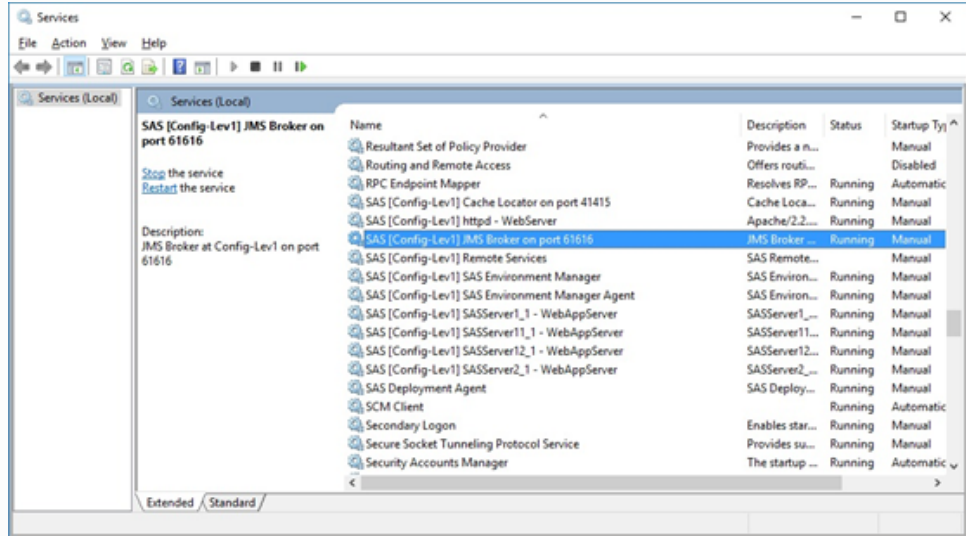 Services
File Action View Help
Services (Local)
Services (Local)
SAS [Config-Lev1] JMS Broker on
port 61616
Stop the service
Restart the service
Description:
JMS Broker at Config-Lev1 on port
61616
Name Description Status Startup Ty
Resultant Set of Policy Provider Provides a n... Manual
Routing and Remote Access Offers routi... Disabled
RPC Endpoint Mapper Resolves RP... Running Automatic
SAS [Config-Lev1] Cache Locator on port 41415 Cache Loca... Running Manual
SAS [Config-Lev1] httpd - WebServer Apache/2.2.... Running Manual
SAS [Config-Lev1] JMS Broker on port 61616 JMS Broker ... Running Manual
SAS [Config-Lev1] Remote Services SAS Remote... Manual
SAS [Config-Lev1] SAS Environment Manager SAS Environ... Running Manual
SAS [Config-Lev1] SAS Environment Manager Agent SAS Environ... Running Manual
SAS [Config-Lev1] SASServer1_1 - WebAppServer SASServer1_... Running Manual
SAS [Config-Lev1] SASServer11_1 - WebAppServer SASServer11... Running Manual
SAS [Config-Lev1] SASServer12_1 - WebAppServer SASServer12... Running Manual
SAS [Config-Lev1] SASServer2_1 - WebAppServer SASServer2_... Running Manual
SAS Deployment Agent SAS Deploy... Running Manual
SCM Client Running Automatic
Secondary Logon Enables star... Running Manual
Secure Socket Tunneling Protocol Service Provides su... Running Manual
Security Accounts Manager The startup ... Running Automatic
Extended Standard